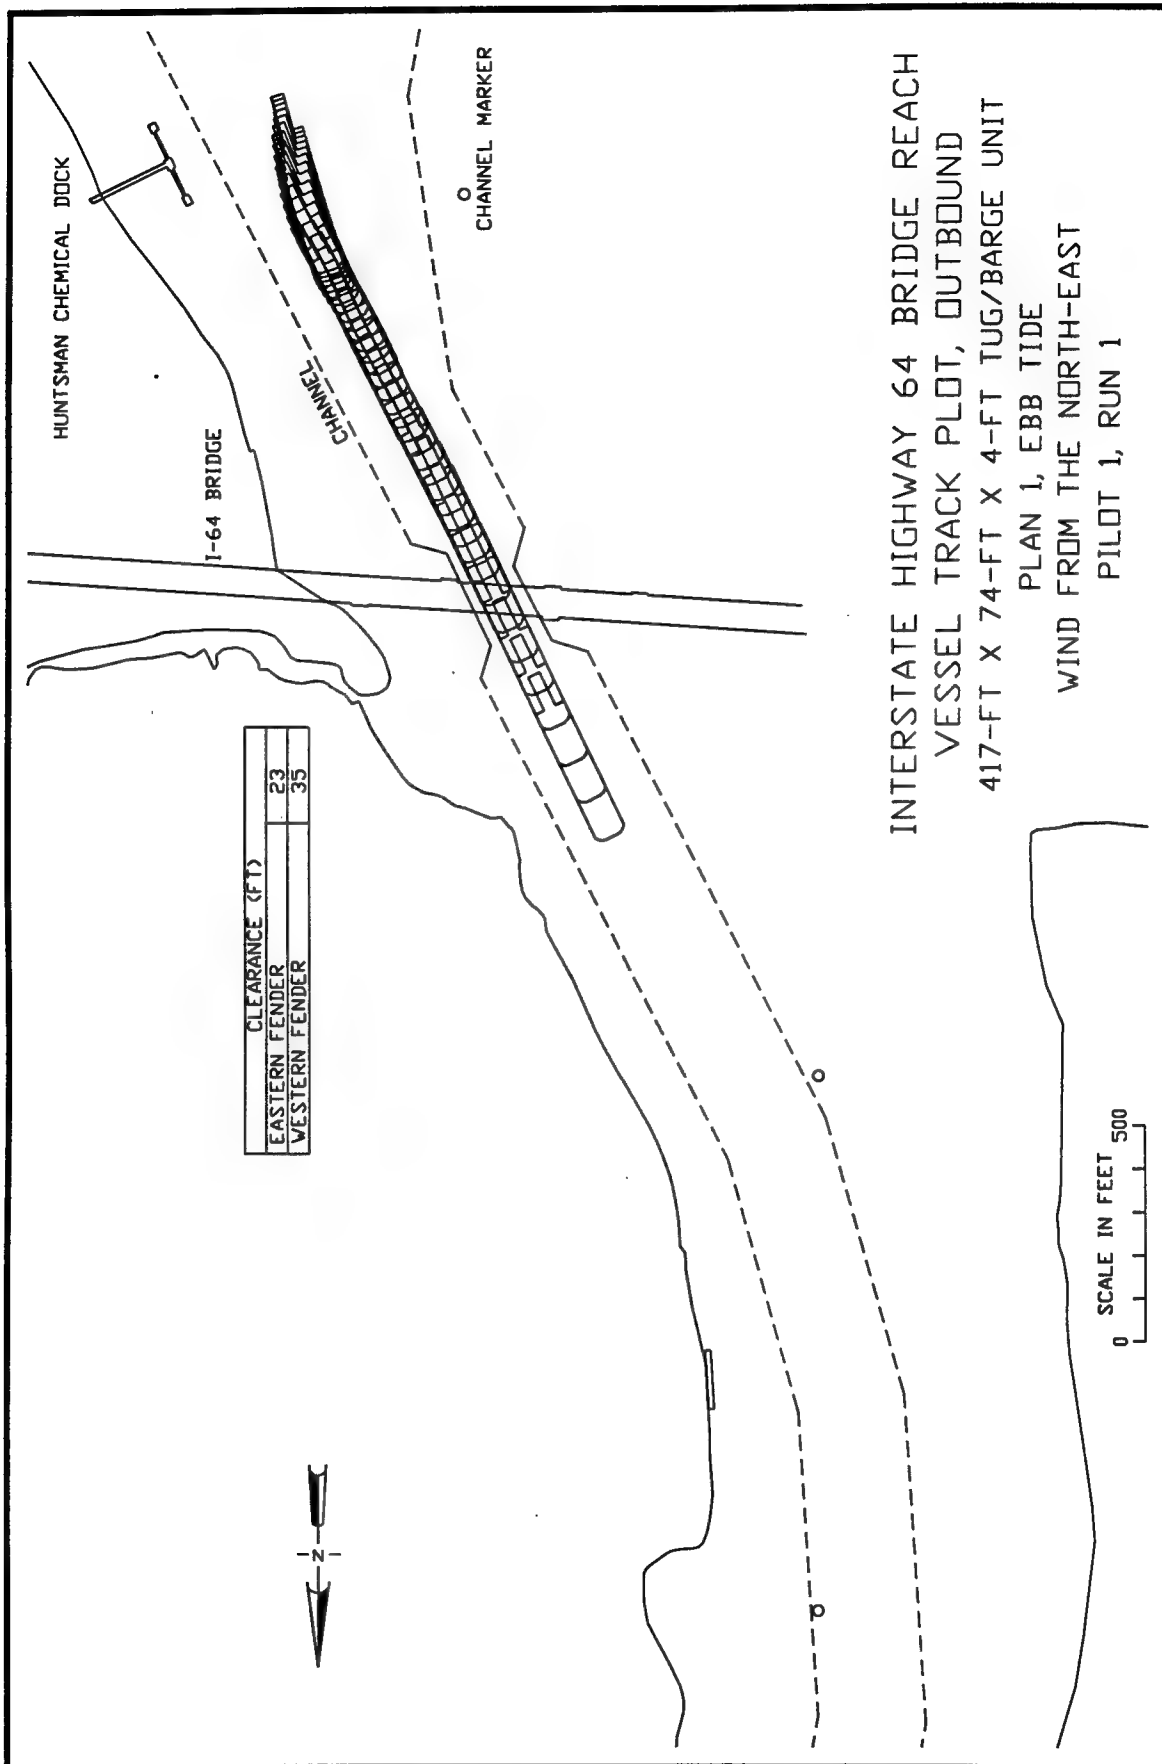 HUNTSMAN CHEMICAL DOCK
I-64 BRIDGE
CHANNEL
CHANNEL MARKER
CLEARANCE (FT)
EASTERN FENDER 23
WESTERN FENDER 35
N
INTERSTATE HIGHWAY 64 BRIDGE REACH
VESSEL TRACK PLOT, OUTBOUND
417-FT X 74-FT X 4-FT TUG/BARGE UNIT
PLAN 1, EBB TIDE
WIND FROM THE NORTH-EAST
PILOT 1, RUN 1
SCALE IN FEET
0 500